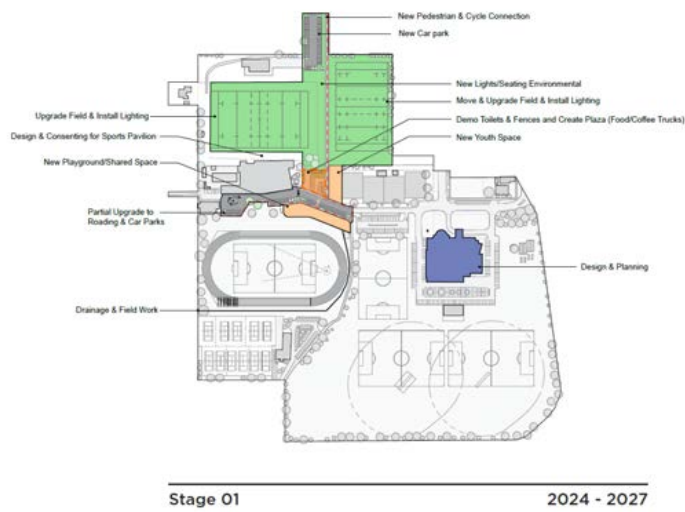 New Pedestrian & Cycle Connection
New Car park
New Lights/Seating Environmental
Upgrade Field & Install Lighting
Move & Upgrade Field & Install Lighting
Demo Toilets & Fences and Create Plaza (Food/Coffee Trucks)
Design & Consenting for Sports Pavilion
New Youth Space
New Playground/Shared Space
Partial Upgrade to
Roading & Car Parks
Design & Planning
Drainage & Field Work
Stage 01
2024 - 2027